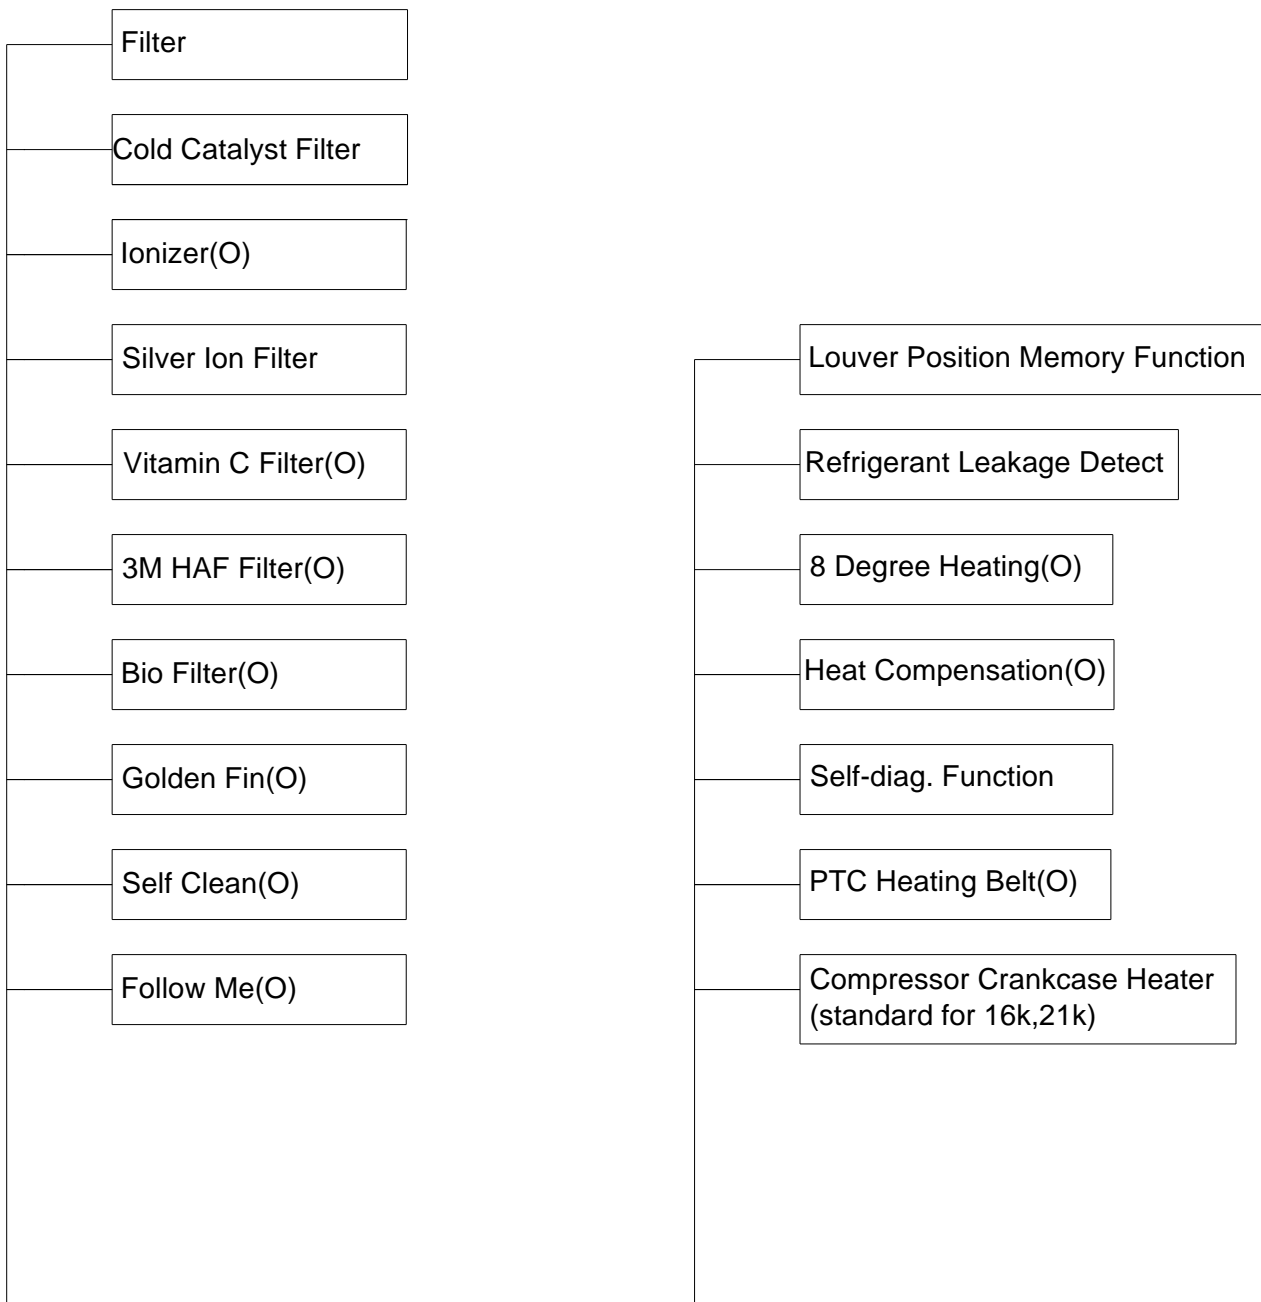 Filter
Cold Catalyst Filter
Ionizer(O)
Silver Ion Filter
Vitamin C Filter(O)
3M HAF Filter(O)
Bio Filter(O)
Golden Fin(O)
Self Clean(O)
Follow Me(O)
Louver Position Memory Function
Refrigerant Leakage Detect
8 Degree Heating(O)
Heat Compensation(O)
Self-diag. Function
PTC Heating Belt(O)
Compressor Crankcase Heater
(standard for 16k,21k)